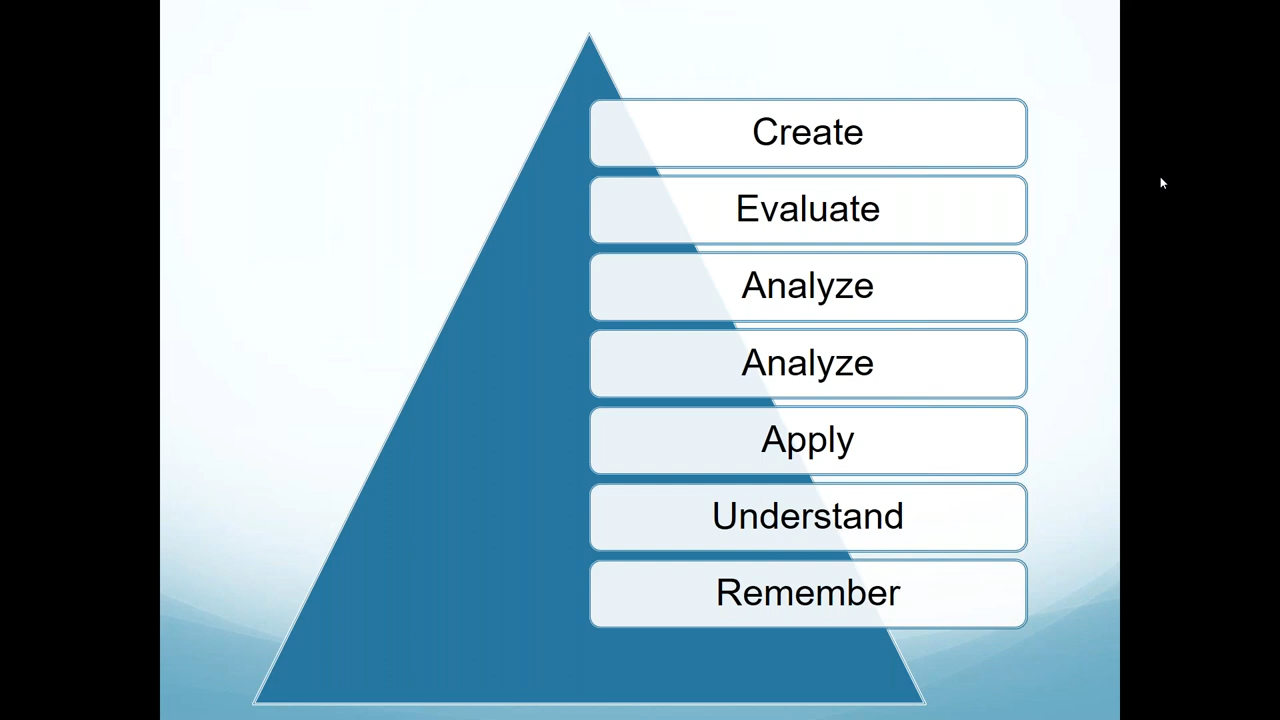 Create
Evaluate
Analyze
Analyze
Apply
Understand
Remember